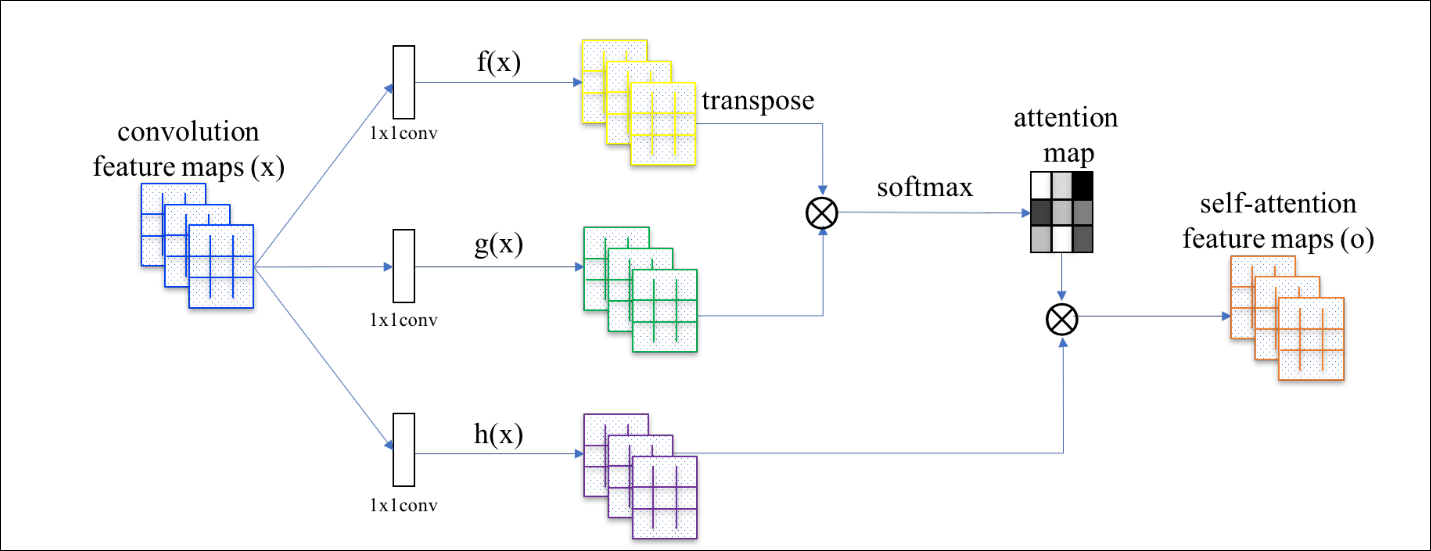 convolution
feature maps (x)
1x1conv
f(x)
transpose
1x1conv
g(x)
1x1conv
h(x)
softmax
attention
map
self-attention
feature maps (o)